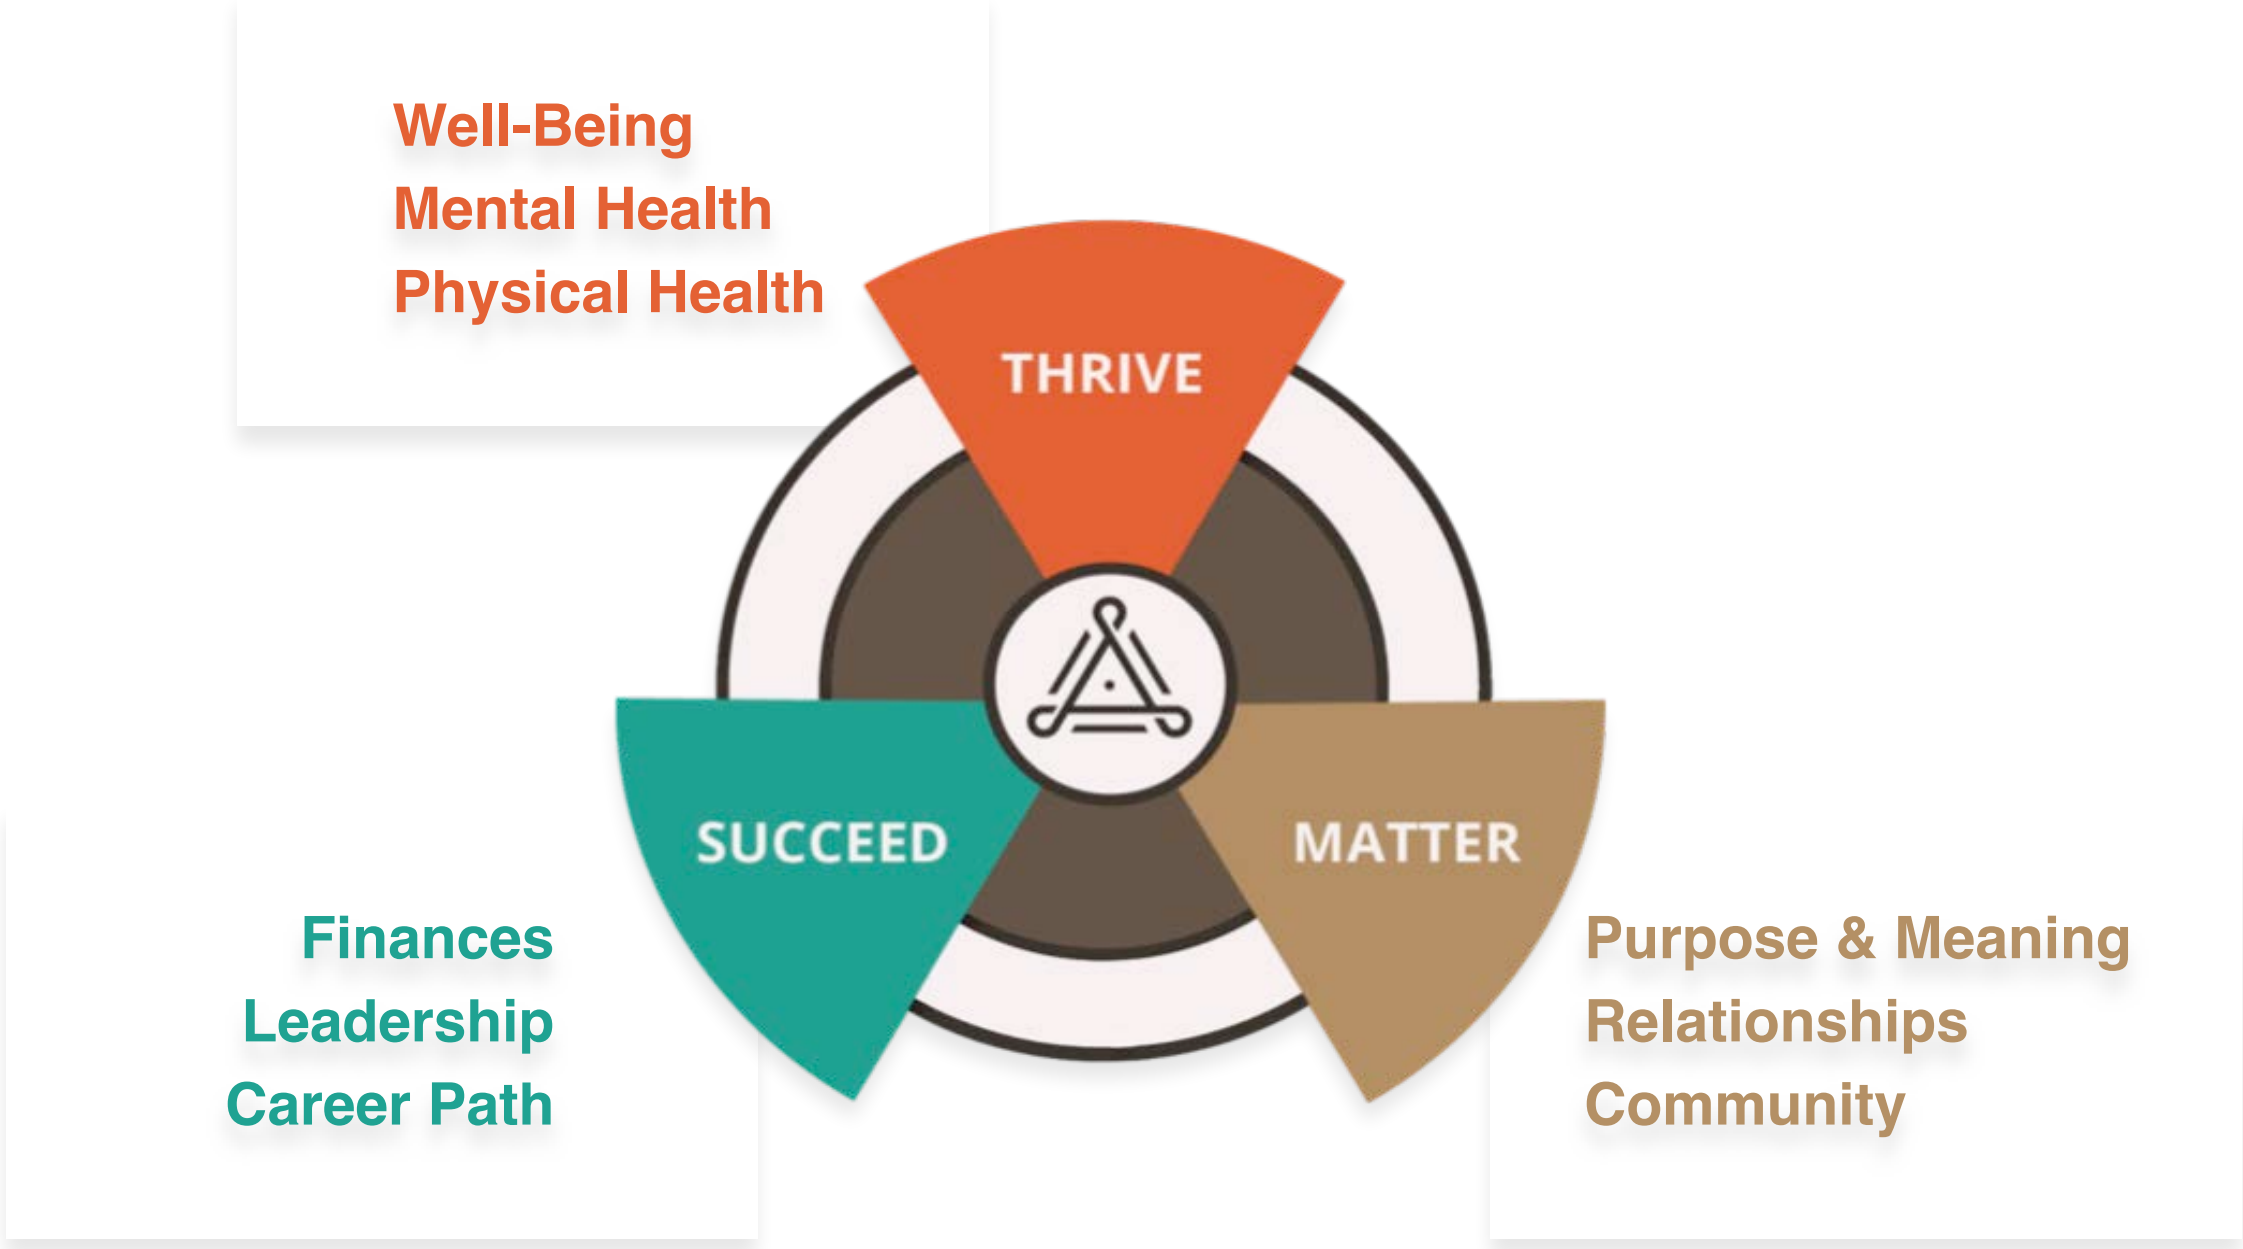 Well-Being
Mental Health
Physical Health
THRIVE
SUCCEED
MATTER
Finances
Leadership
Career Path
Purpose & Meaning
Relationships
Community